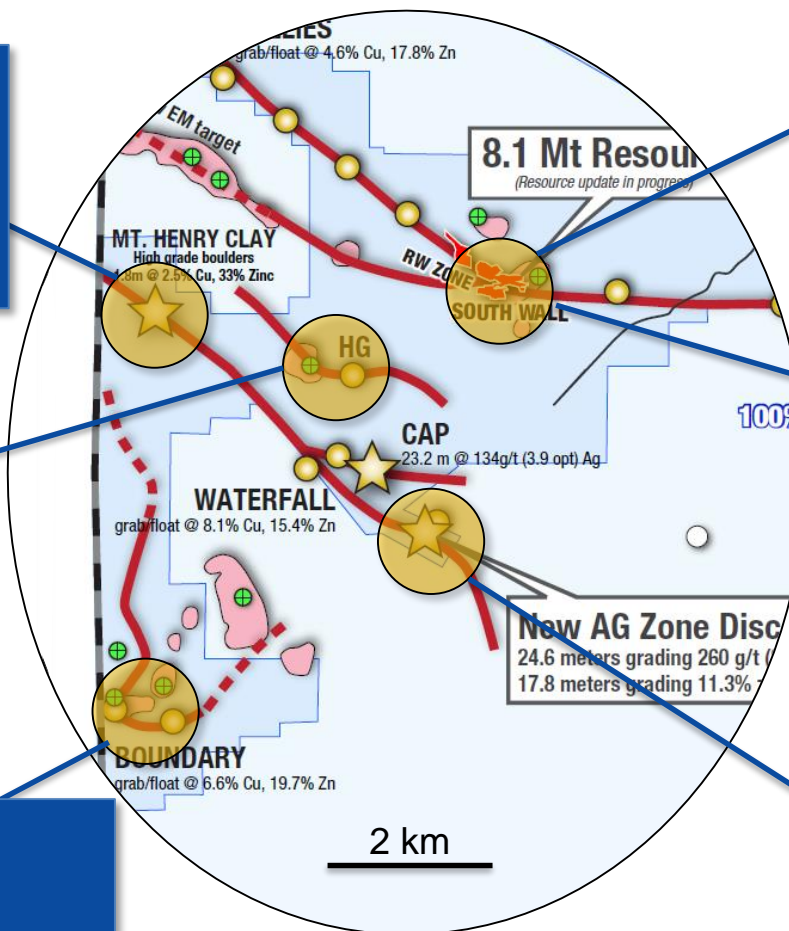 grab/float @ 4.6% Cu, 17.8% Zn
EM target
8.1 Mt
(Resource update in progress)
MT. HENRY CLAY
High grade boulders
@ 2.5% Cu, 33% Zinc
RW ZONE
SOUTH WALL
HG
100%
CAP
23.2 m @ 134g/t (3.9 opt) Ag
WATERFALL
grab/float @ 8.1% Cu, 15.4% Zn
New AG Zone Disc
24.6 meters grading 260 g/t (
17.8 meters grading 11.3%
BOUNDARY
grab/float @ 6.6% Cu, 19.7% Zn
2 km